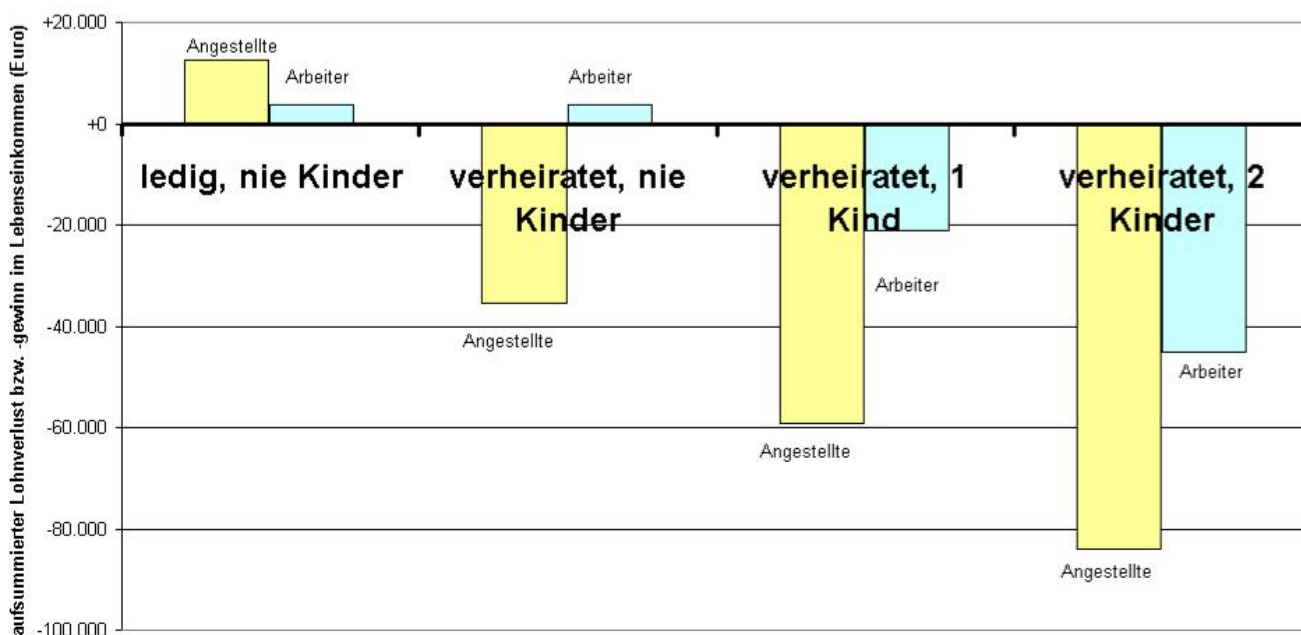 aufsummierter Lohnverlust bzw. -gewinn im Lebenseinkommen (Euro)
+20.000
+0
-20.000
-40.000
-60.000
-80.000
-100.000
Angestellte
Arbeiter
Arbeiter
ledig, nie Kinder
verheiratet, nie
Kinder
verheiratet, 1
Kind
verheiratet, 2
Kinder
Arbeiter
Angestellte
Arbeiter
Angestellte
Angestellte